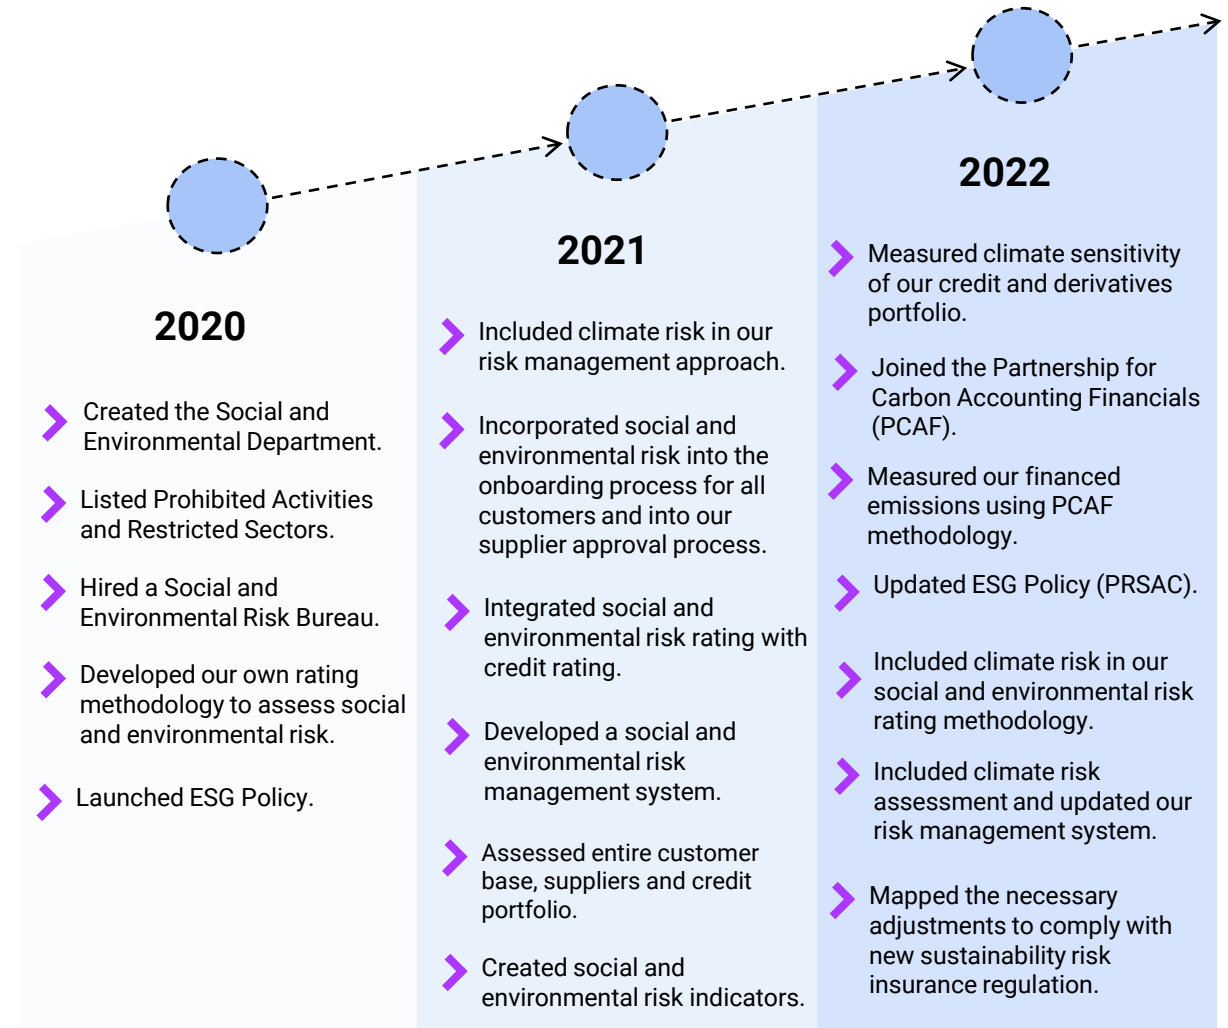 2020
Created the Social and
Environmental Department.
Listed Prohibited Activities
and Restricted Sectors.
Hired a Social and
Environmental Risk Bureau.
Developed our own rating
methodology to assess social
and environmental risk.
Launched ESG Policy.
2021
Included climate risk in our
risk management approach.
Incorporated social and
environmental risk into the
onboarding process for all
customers and into our
supplier approval process.
Integrated social and
environmental risk rating with
credit rating.
Developed a social and
environmental risk
management system.
Assessed entire customer
base, suppliers and credit
portfolio.
Created social and
environmental risk indicators.
2022
Measured climate sensitivity
of our credit and derivatives
portfolio.
Joined the Partnership for
Carbon Accounting Financials
(PCAF).
Measured our financed
emissions using PCAF
methodology.
Updated ESG Policy (PRSAC).
Included climate risk in our
social and environmental risk
rating methodology.
Included climate risk
assessment and updated our
risk management system.
Mapped the necessary
adjustments to comply with
new sustainability risk
insurance regulation.